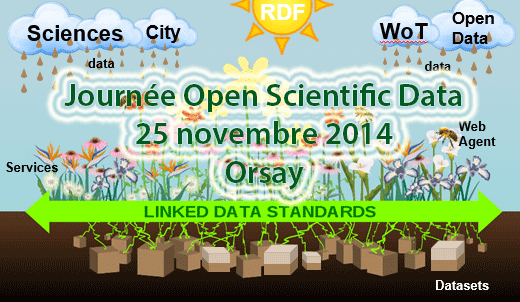 RDF
Sciences
City
WoT
Open
Data
data
data
Journée Open Scientific Data
25 novembre 2014
Orsay
Web
Agent
Services
LINKED DATA STANDARDS
Datasets